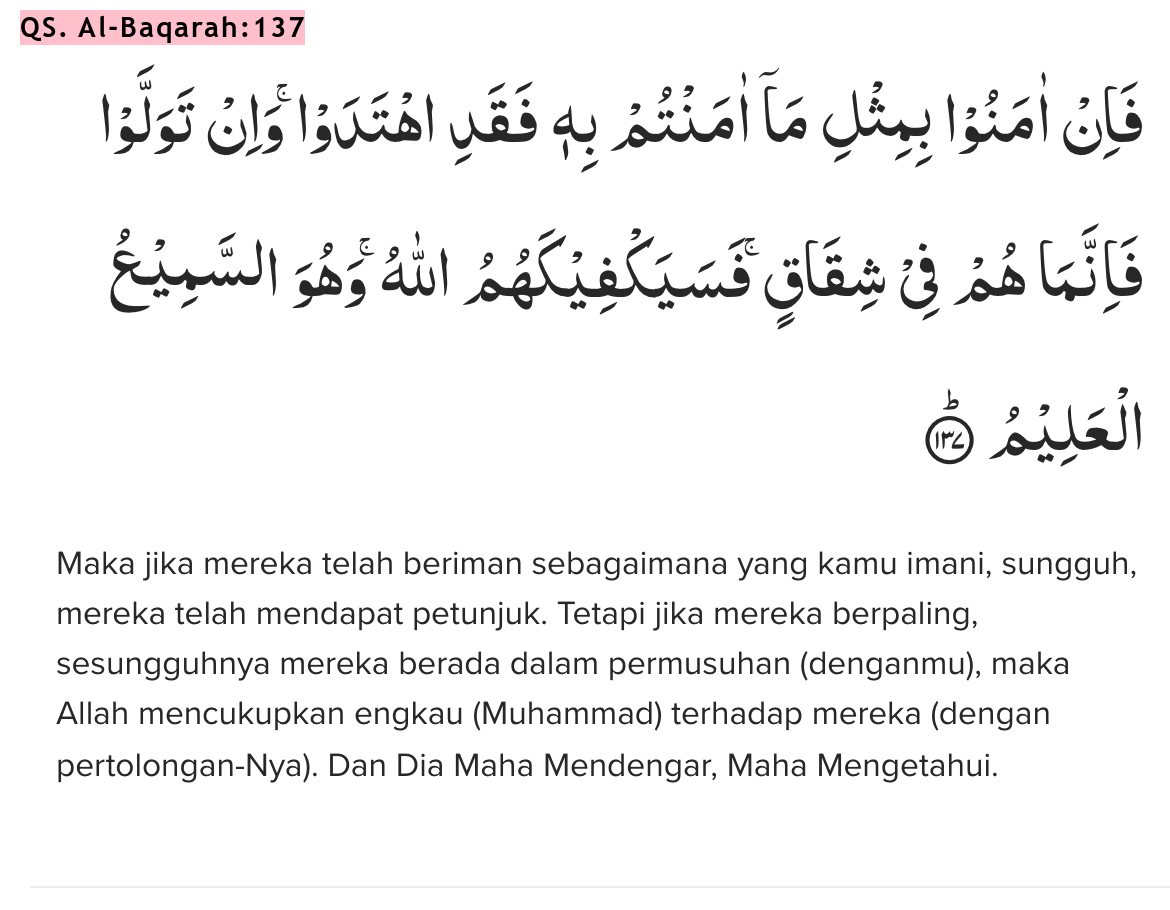 QS. Al-Baqarah:137
فَاِنْ اٰمَنُوْا بِمِثْلِ مَآ اٰمَنْتُمْ بِهٖ فَقَدِ اهْتَدَوْا ۚوَاِنْ تَوَلَّوْا
فَاِنَّمَا هُمْ فِيْ شِقَاقٍۚ فَسَيَكْفِيْكَهُمُ اللّٰهُ ۚوَهُوَ السَّمِيْعُ
الْعَلِيْمُ ۗ ١٣٧
Maka jika mereka telah beriman sebagaimana yang kamu imani, sungguh,
mereka telah mendapat petunjuk. Tetapi jika mereka berpaling,
sesungguhnya mereka berada dalam permusuhan (denganmu), maka
Allah mencukupkan engkau (Muhammad) terhadap mereka (dengan
pertolongan-Nya). Dan Dia Maha Mendengar, Maha Mengetahui.